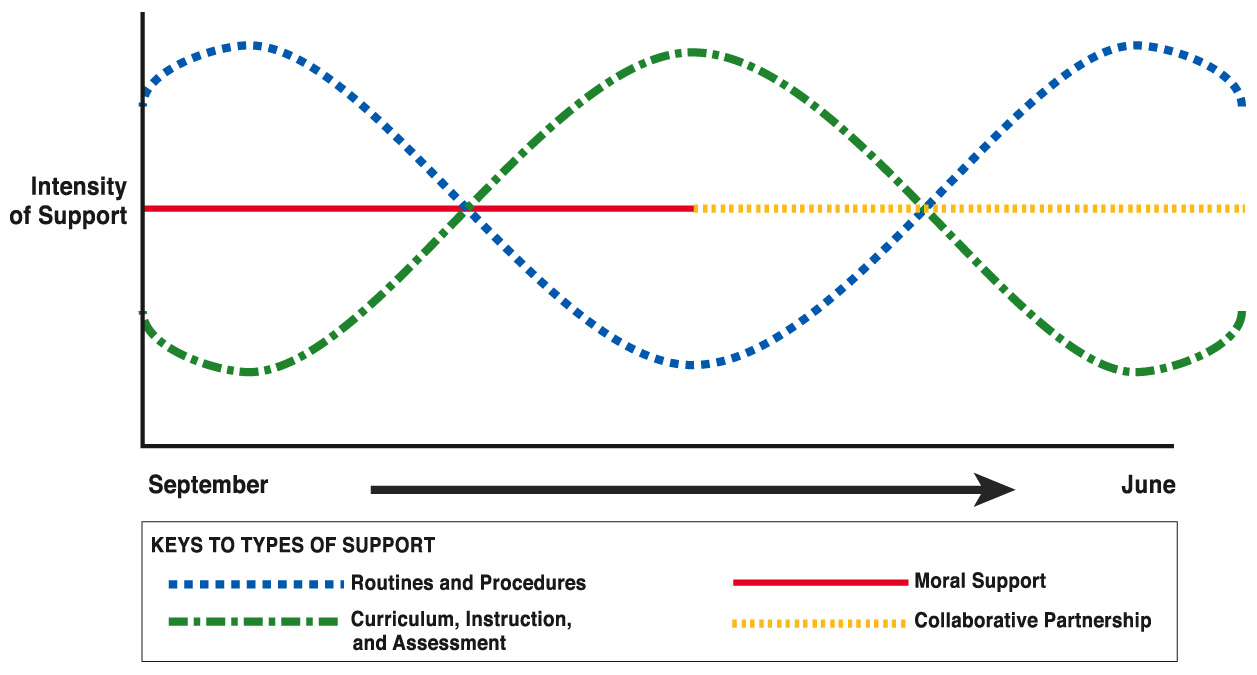 Intensity
of Support
September
June
KEYS TO TYPES OF SUPPORT
Routines and Procedures
Moral Support
Curriculum, Instruction,
and Assessment
Collaborative Partnership